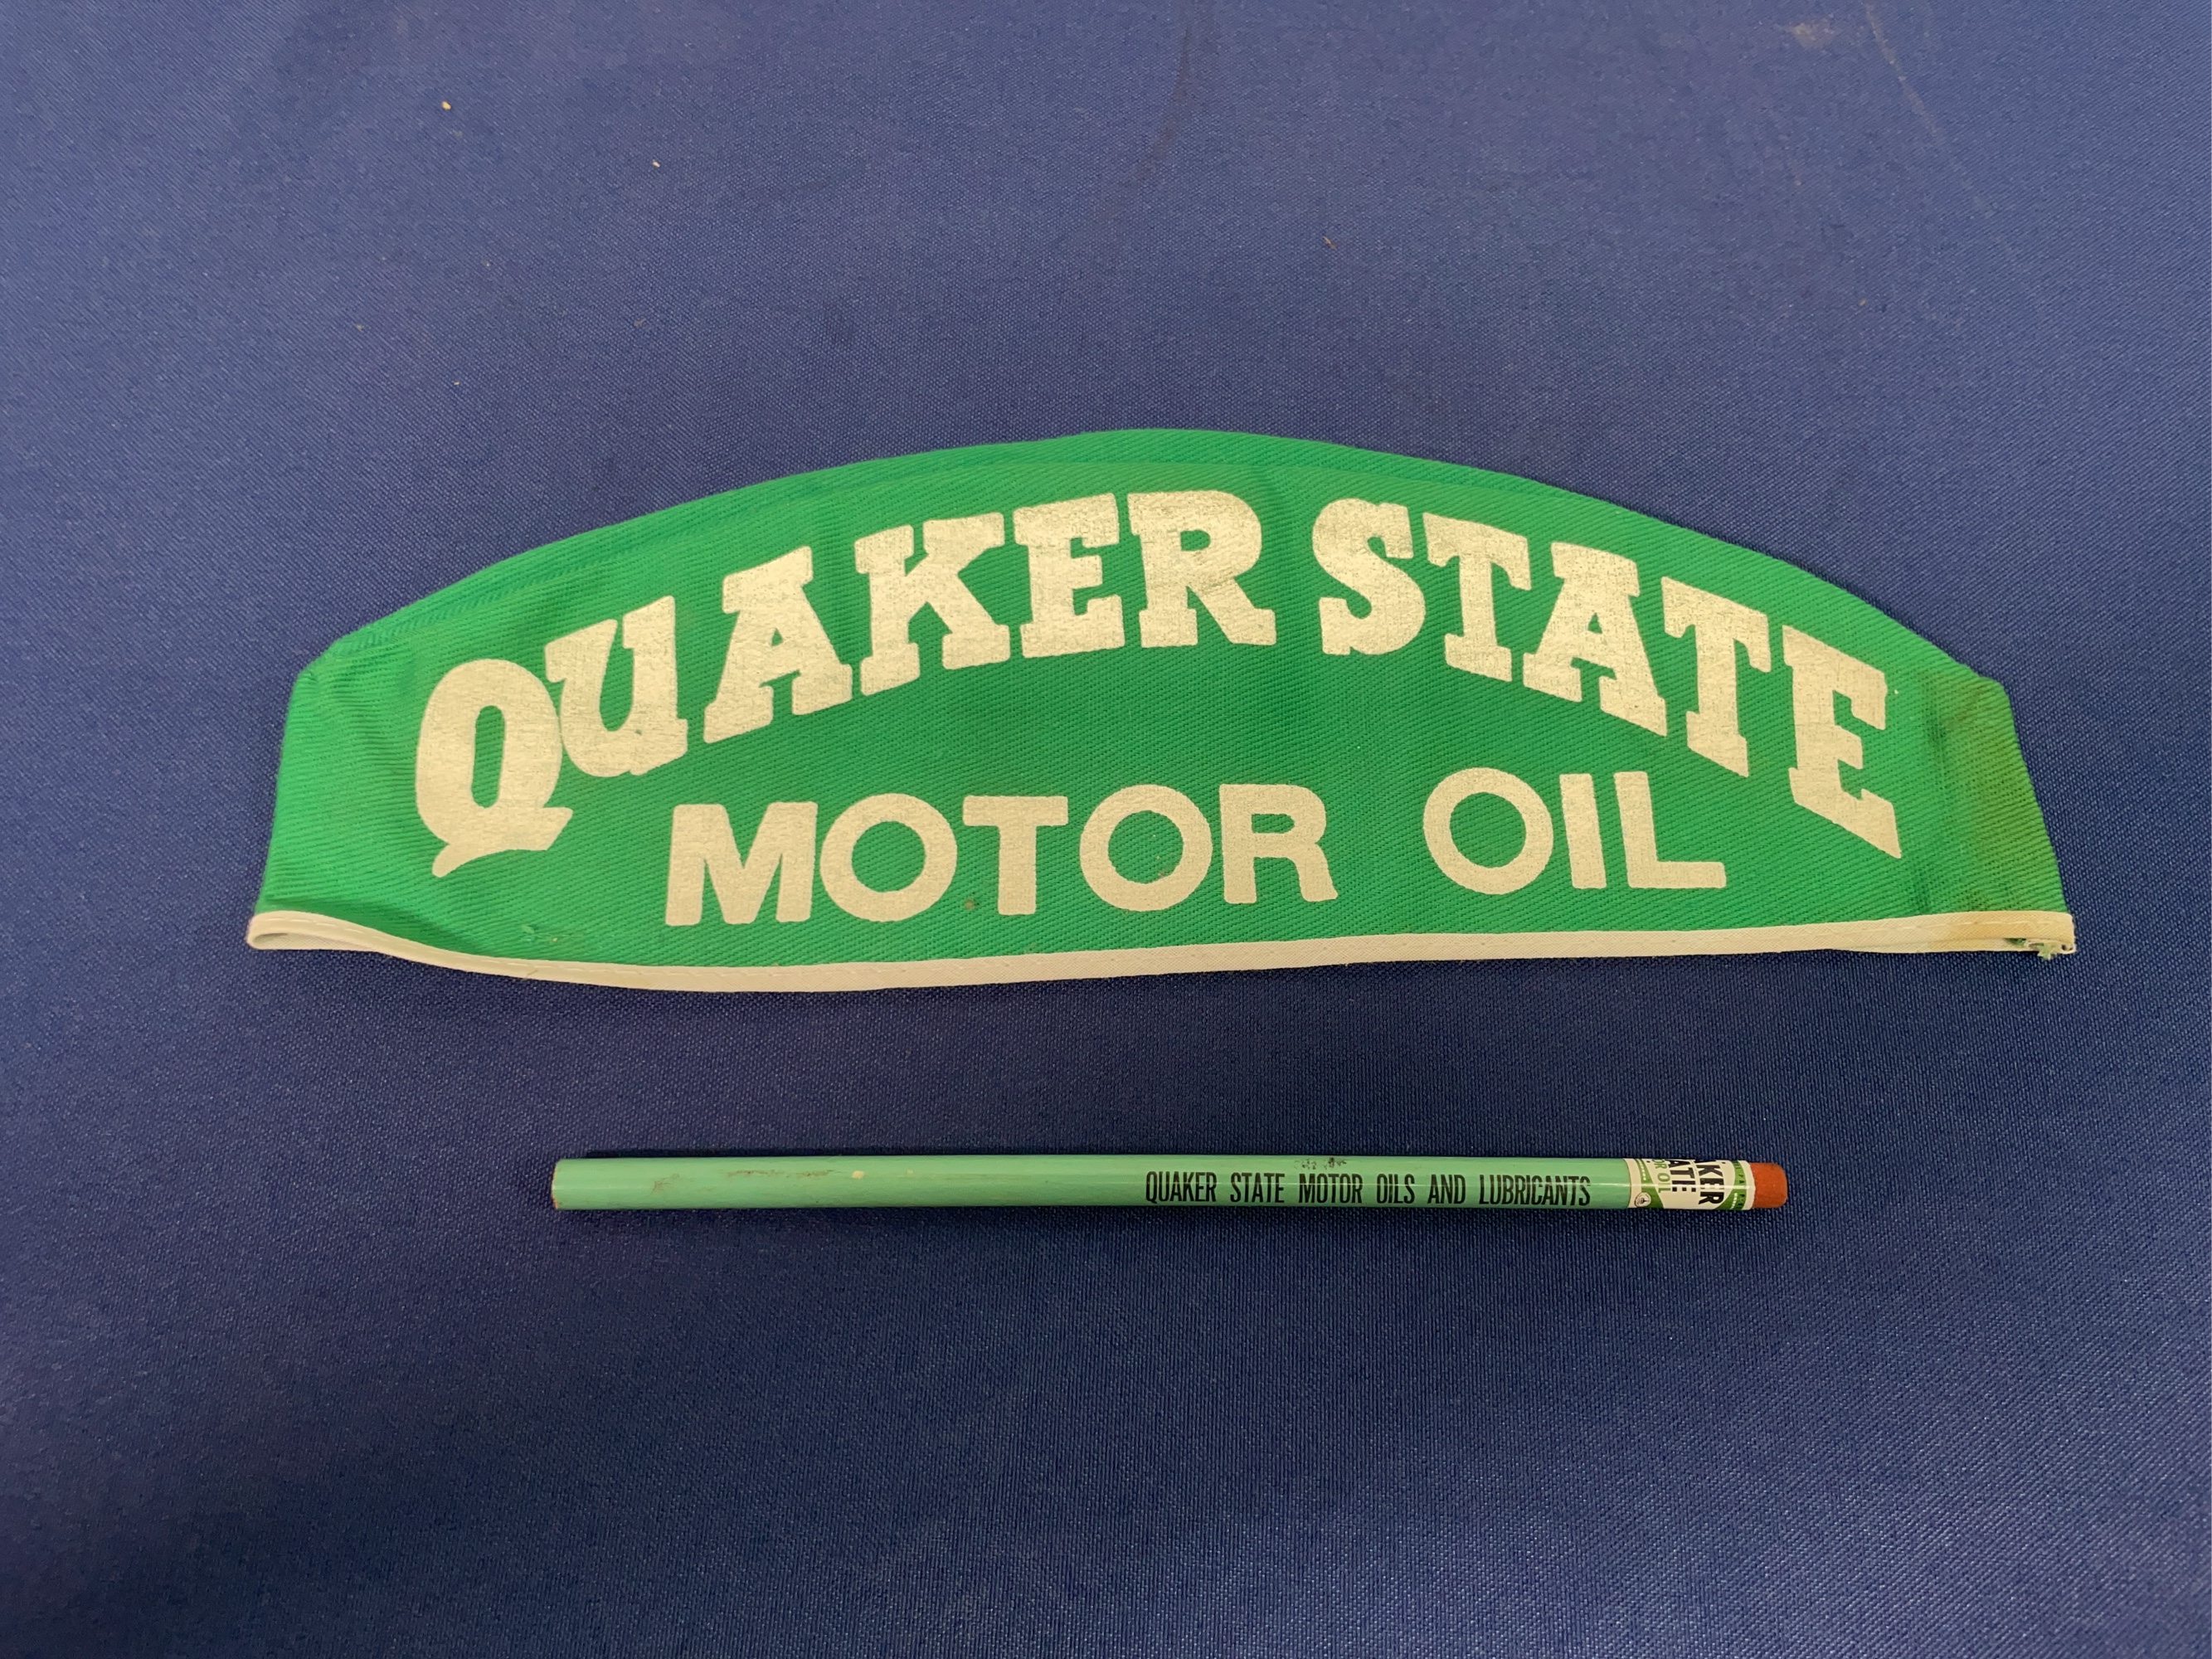 QUAKER STATE
MOTOR OIL
QUAKER STATE MOTOR OILS AND LUBRICANTS